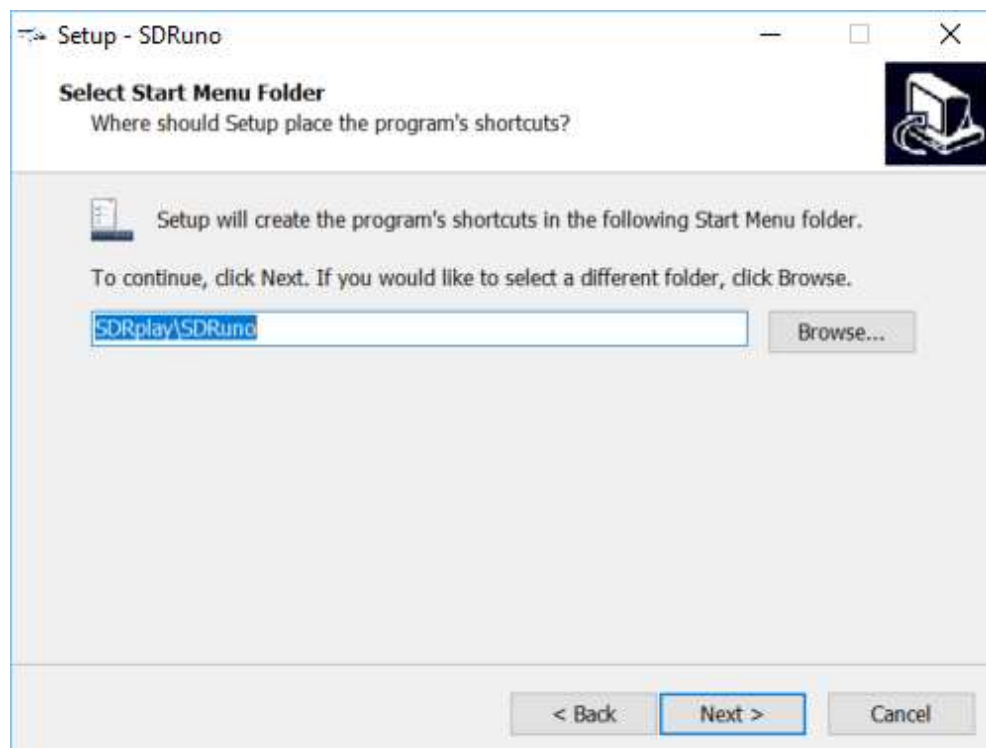 Setup - SDRuno
Select Start Menu Folder
Where should Setup place the program's shortcuts?
Setup will create the program's shortcuts in the following Start Menu folder.
To continue, click Next. If you would like to select a different folder, click Browse.
SDRplay\SDRuno
Browse...
< Back
Next >
Cancel